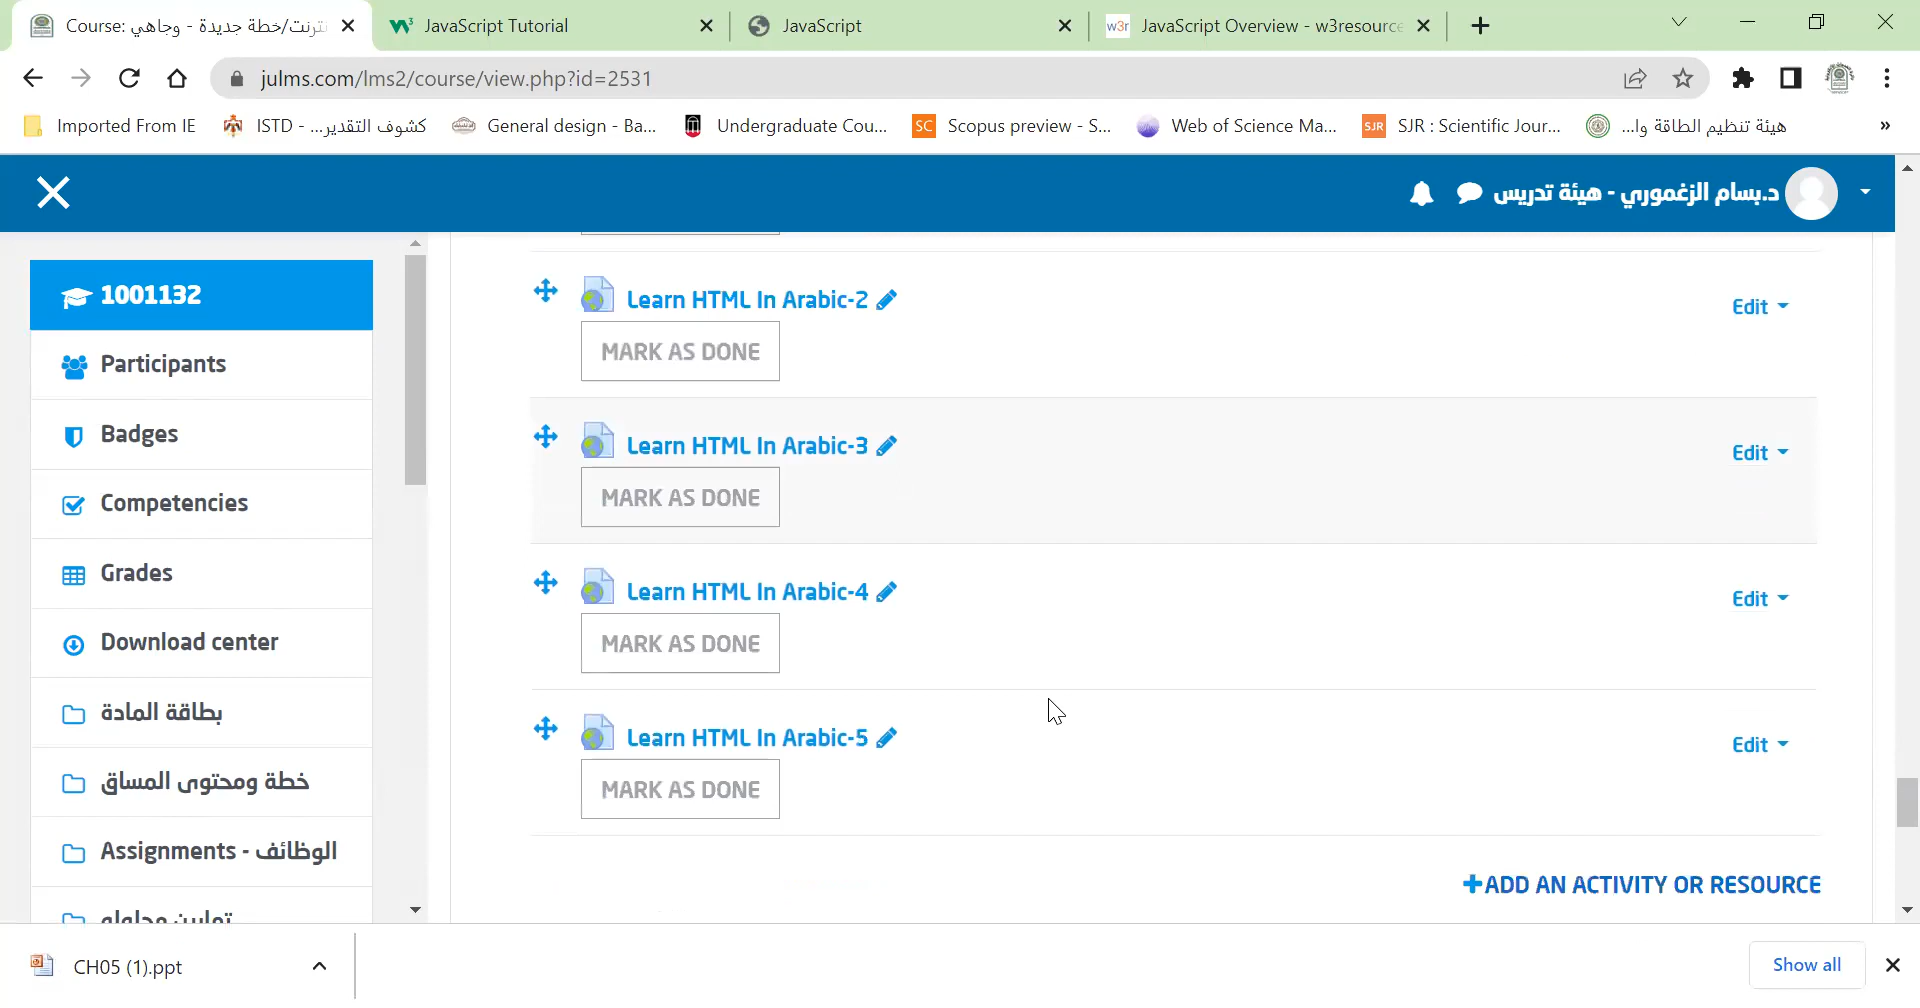 Course: نترنت/خطة جديدة - وجاهي
JavaScript Tutorial
JavaScript
JavaScript Overview - w3resource
julms.com/lms2/course/view.php?id=2531
Imported From IE
ISTD - ...كشوف التقدير
General design - Ba...
Undergraduate Cou...
SC
Scopus preview - S...
Web of Science Ma...
SJR
SJR : Scientific Jour...
هيئة تنظيم الطاقة وا...
»
د.بسام الزغموري - هيئة تدريس
1001132
Participants
Badges
Competencies
Grades
Download center
بطاقة المادة
خطة ومحتوى المساق
Assignments - الوظائف
Learn HTML In Arabic-2
Edit
MARK AS DONE
Learn HTML In Arabic-3
Edit
MARK AS DONE
Learn HTML In Arabic-4
Edit
MARK AS DONE
Learn HTML In Arabic-5
Edit
MARK AS DONE
+ADD AN ACTIVITY OR RESOURCE
CH05 (1).ppt
Show all